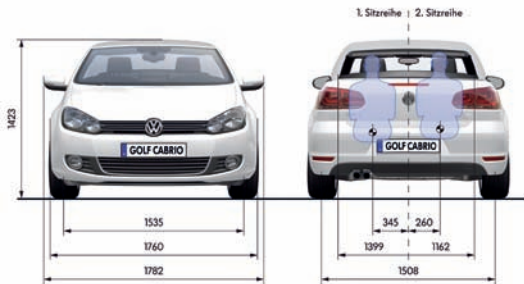 1. Sitzreihe 2. Sitzreihe
1423
GOLF CABRIO
GOLF CABRIO
1535
345 260
1760
1399 1162
1782
1508